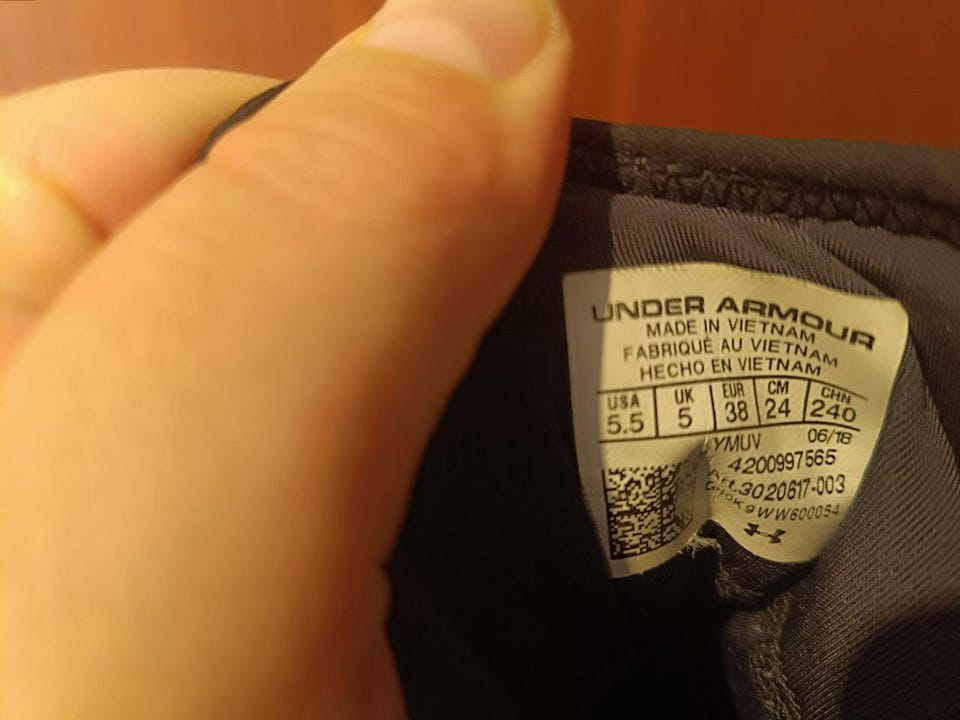 UNDER ARMOUR
MADE IN VIETNAM
FABRIQUÉ AU VIETNAM
HECHO EN VIETNAM
USA UK EUR CM CHN
5.5 5 38 24 240
YMUV 06/18
4200997565
Art.3020617-003
WW600054